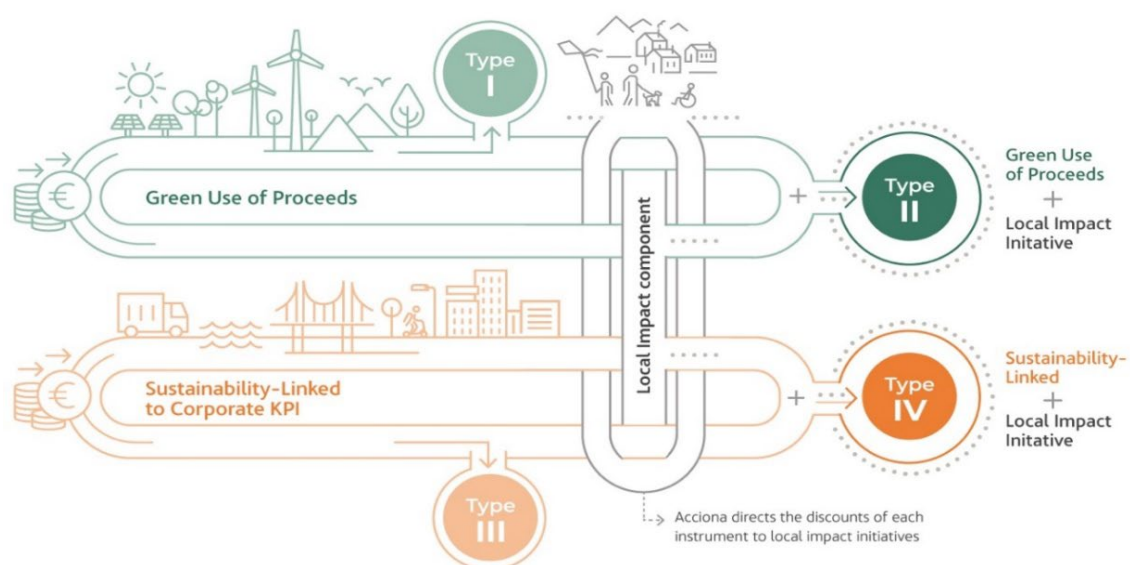 Type
I
€
Green Use of Proceeds
+
Type
II
Green Use
of Proceeds
+
Local Impact
Initative
Local Impact component
€
Sustainability-Linked
to Corporate KPI
+
Type
IV
Sustainability-
Linked
+
Local Impact
Initative
Type
III
Acciona directs the discounts of each
instrument to local impact initiatives